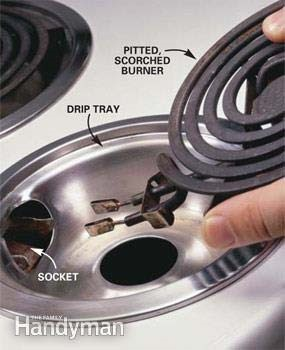 PITTED,
SCORCHED
BURNER
DRIP TRAY
SOCKET
THE FAMILY
Handyman